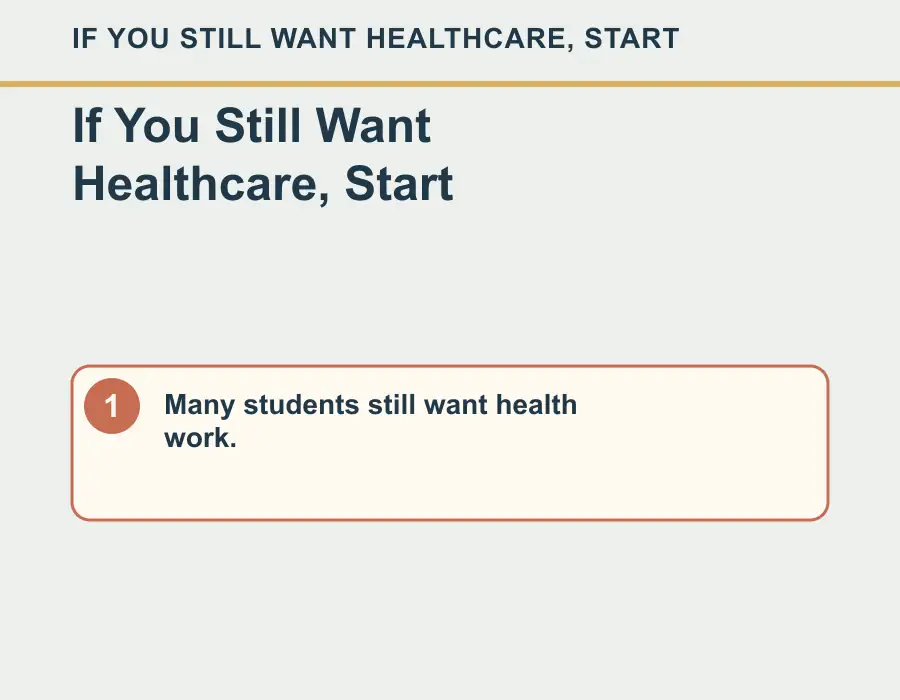 IF YOU STILL WANT HEALTHCARE, START
If You Still Want
Healthcare, Start
1
Many students still want health
work.